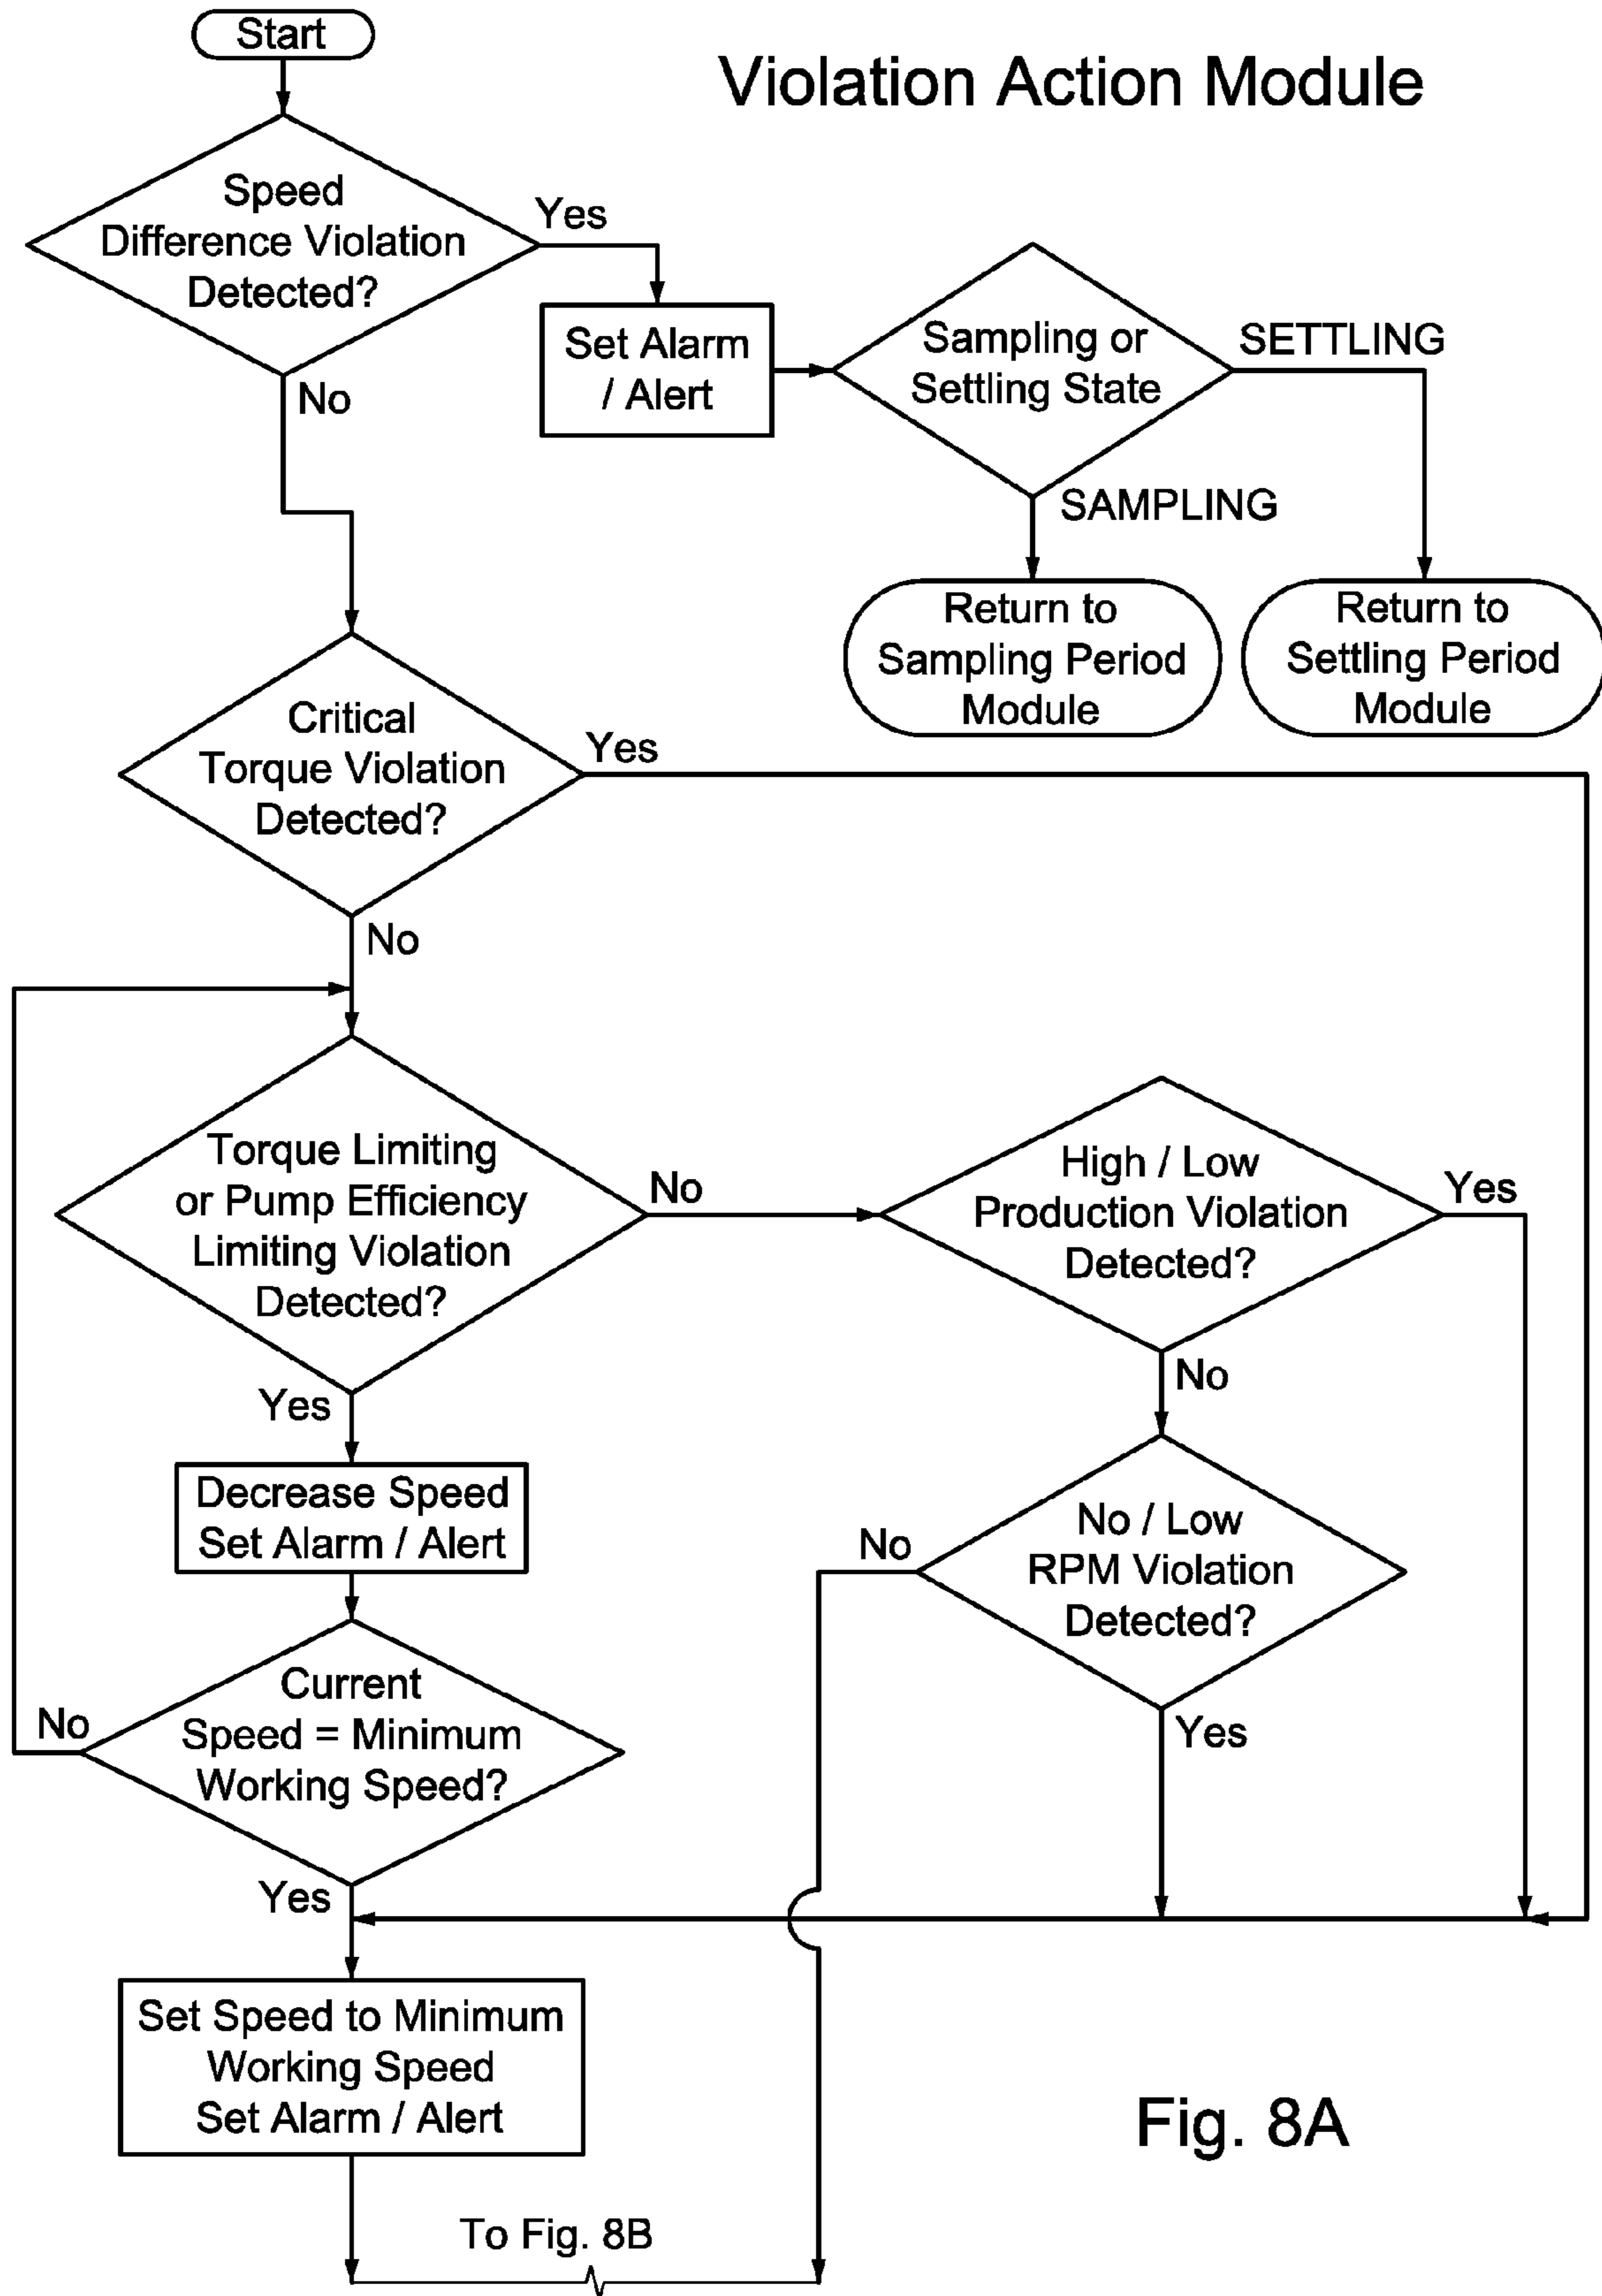 Start
Violation Action Module
Speed
Difference Violation
Detected?
Yes
No
Set Alarm
/ Alert
Sampling or
Settling State
SETTLING
SAMPLING
Return to
Sampling Period
Module
Return to
Settling Period
Module
Critical
Torque Violation
Detected?
Yes
No
Torque Limiting
or Pump Efficiency
Limiting Violation
Detected?
No
Yes
High / Low
Production Violation
Detected?
Yes
No
Decrease Speed
Set Alarm / Alert
No / Low
RPM Violation
Detected?
No
Yes
Current
Speed = Minimum
Working Speed?
No
Yes
Set Speed to Minimum
Working Speed
Set Alarm / Alert
To Fig. 8B
Fig. 8A